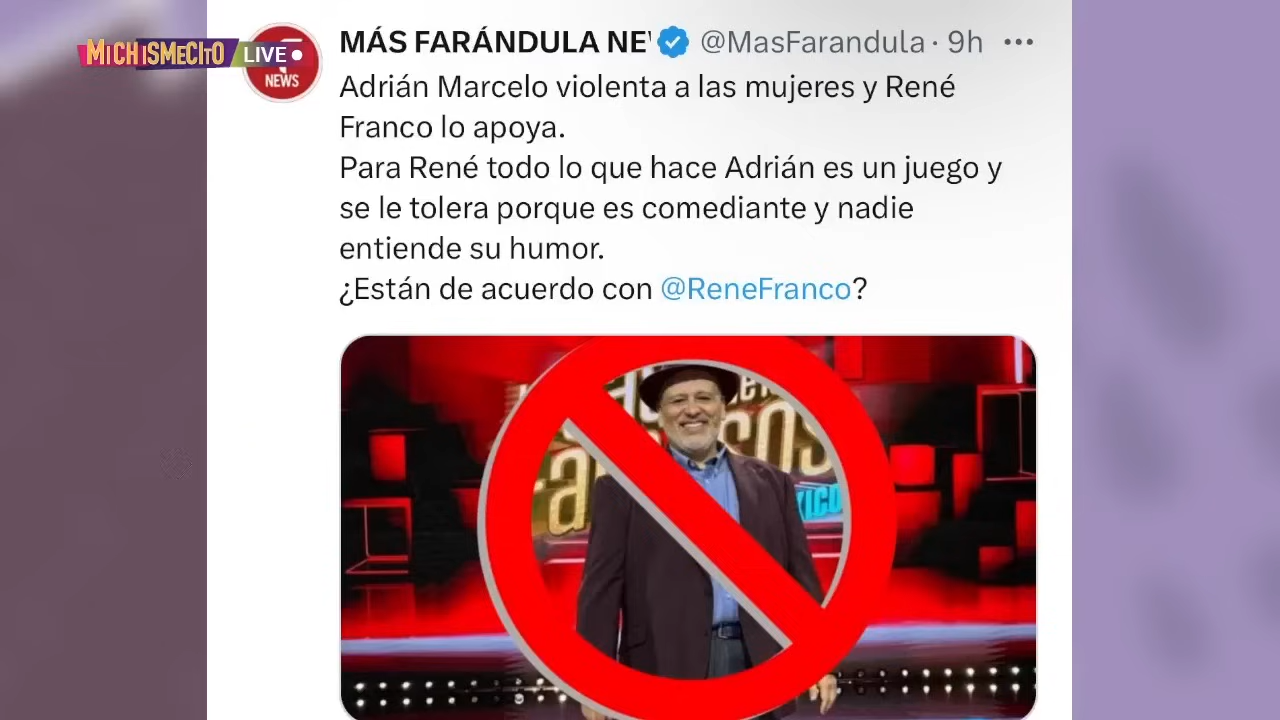 MICHISMECITO LIVE
NEWS
MÁS FARÁNDULA NE @MasFarandula · 9h
Adrián Marcelo violenta a las mujeres y René
Franco lo apoya.
Para René todo lo que hace Adrián es un juego y
se le tolera porque es comediante y nadie
entiende su humor.
¿Están de acuerdo con @ReneFranco?